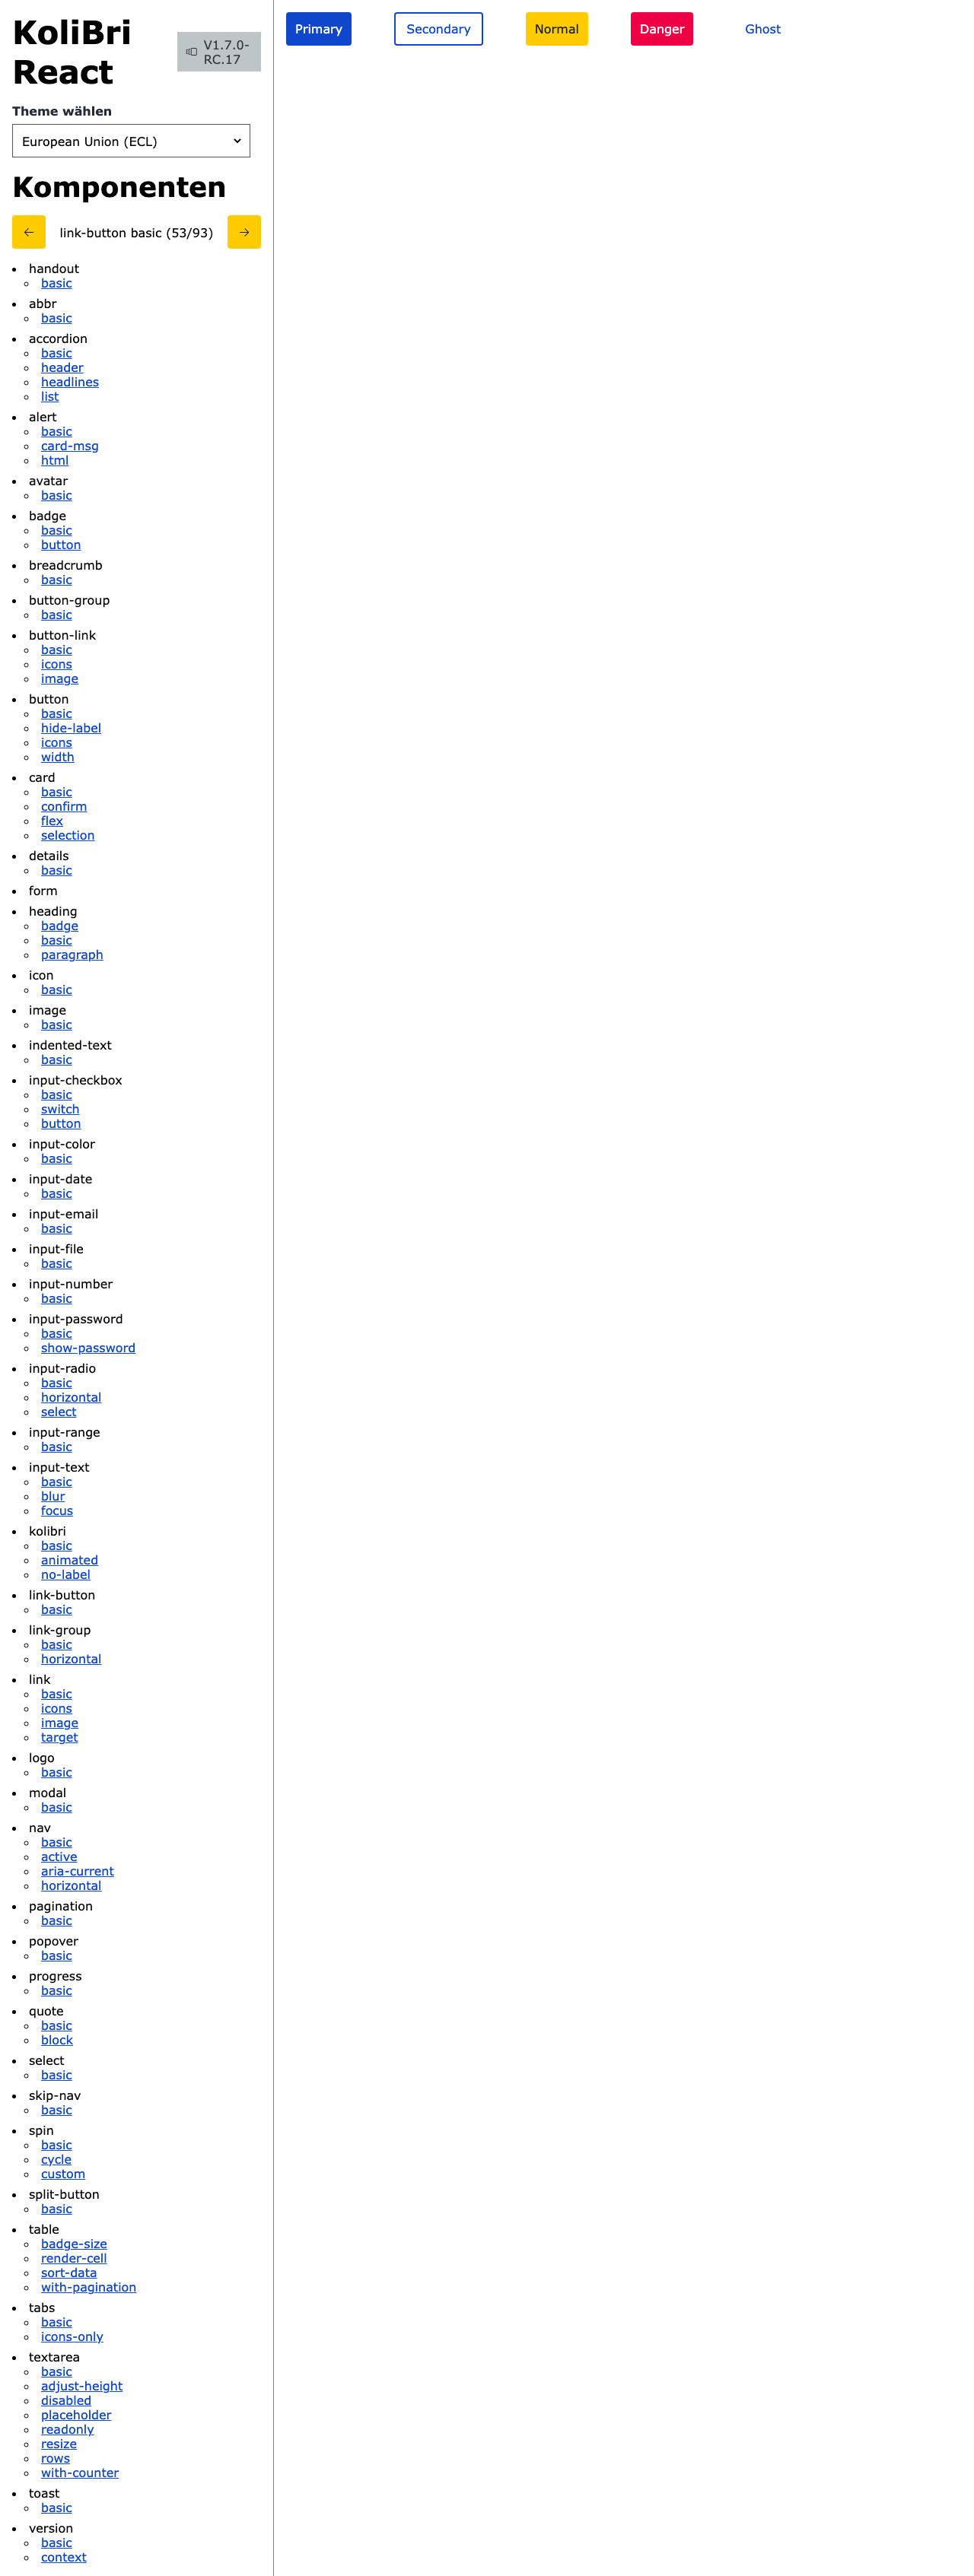 KoliBri
React
V1.7.0-
RC.17
Theme wählen
European Union (ECL)
Komponenten
← link-button basic (53/93) →
handout
basic
abbr
basic
accordion
basic
header
headlines
list
alert
basic
card-msg
html
avatar
basic
badge
basic
button
breadcrumb
basic
button-group
basic
button-link
basic
icons
image
button
basic
hide-label
icons
width
card
basic
confirm
flex
selection
details
basic
form
heading
badge
basic
paragraph
icon
basic
image
basic
indented-text
basic
input-checkbox
basic
switch
button
input-color
basic
input-date
basic
input-email
basic
input-file
basic
input-number
basic
input-password
basic
show-password
input-radio
basic
horizontal
select
input-range
basic
input-text
basic
blur
focus
kolibri
basic
animated
no-label
link-button
basic
link-group
basic
horizontal
link
basic
icons
image
target
logo
basic
modal
basic
nav
basic
active
aria-current
horizontal
pagination
basic
popover
basic
progress
basic
quote
basic
block
select
basic
skip-nav
basic
spin
basic
cycle
custom
split-button
basic
table
badge-size
render-cell
sort-data
with-pagination
tabs
basic
icons-only
textarea
basic
adjust-height
disabled
placeholder
readonly
resize
rows
with-counter
toast
basic
version
basic
context
Primary Secondary Normal Danger Ghost